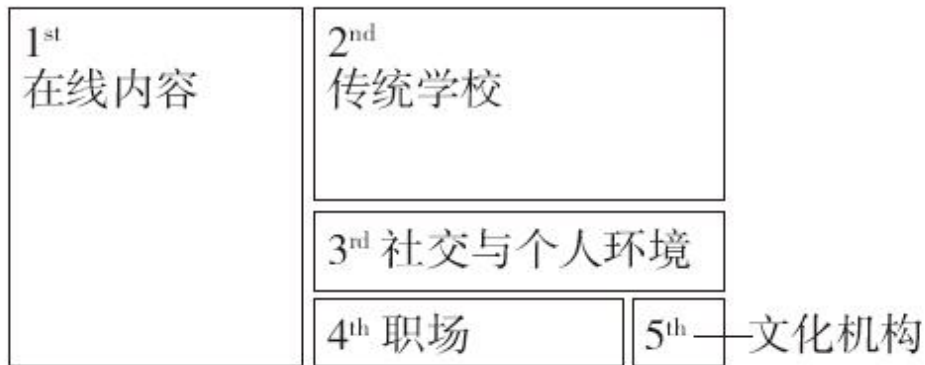 1st
在线内容
2nd
传统学校
3rd 社交与个人环境
4th 职场
5th 文化机构